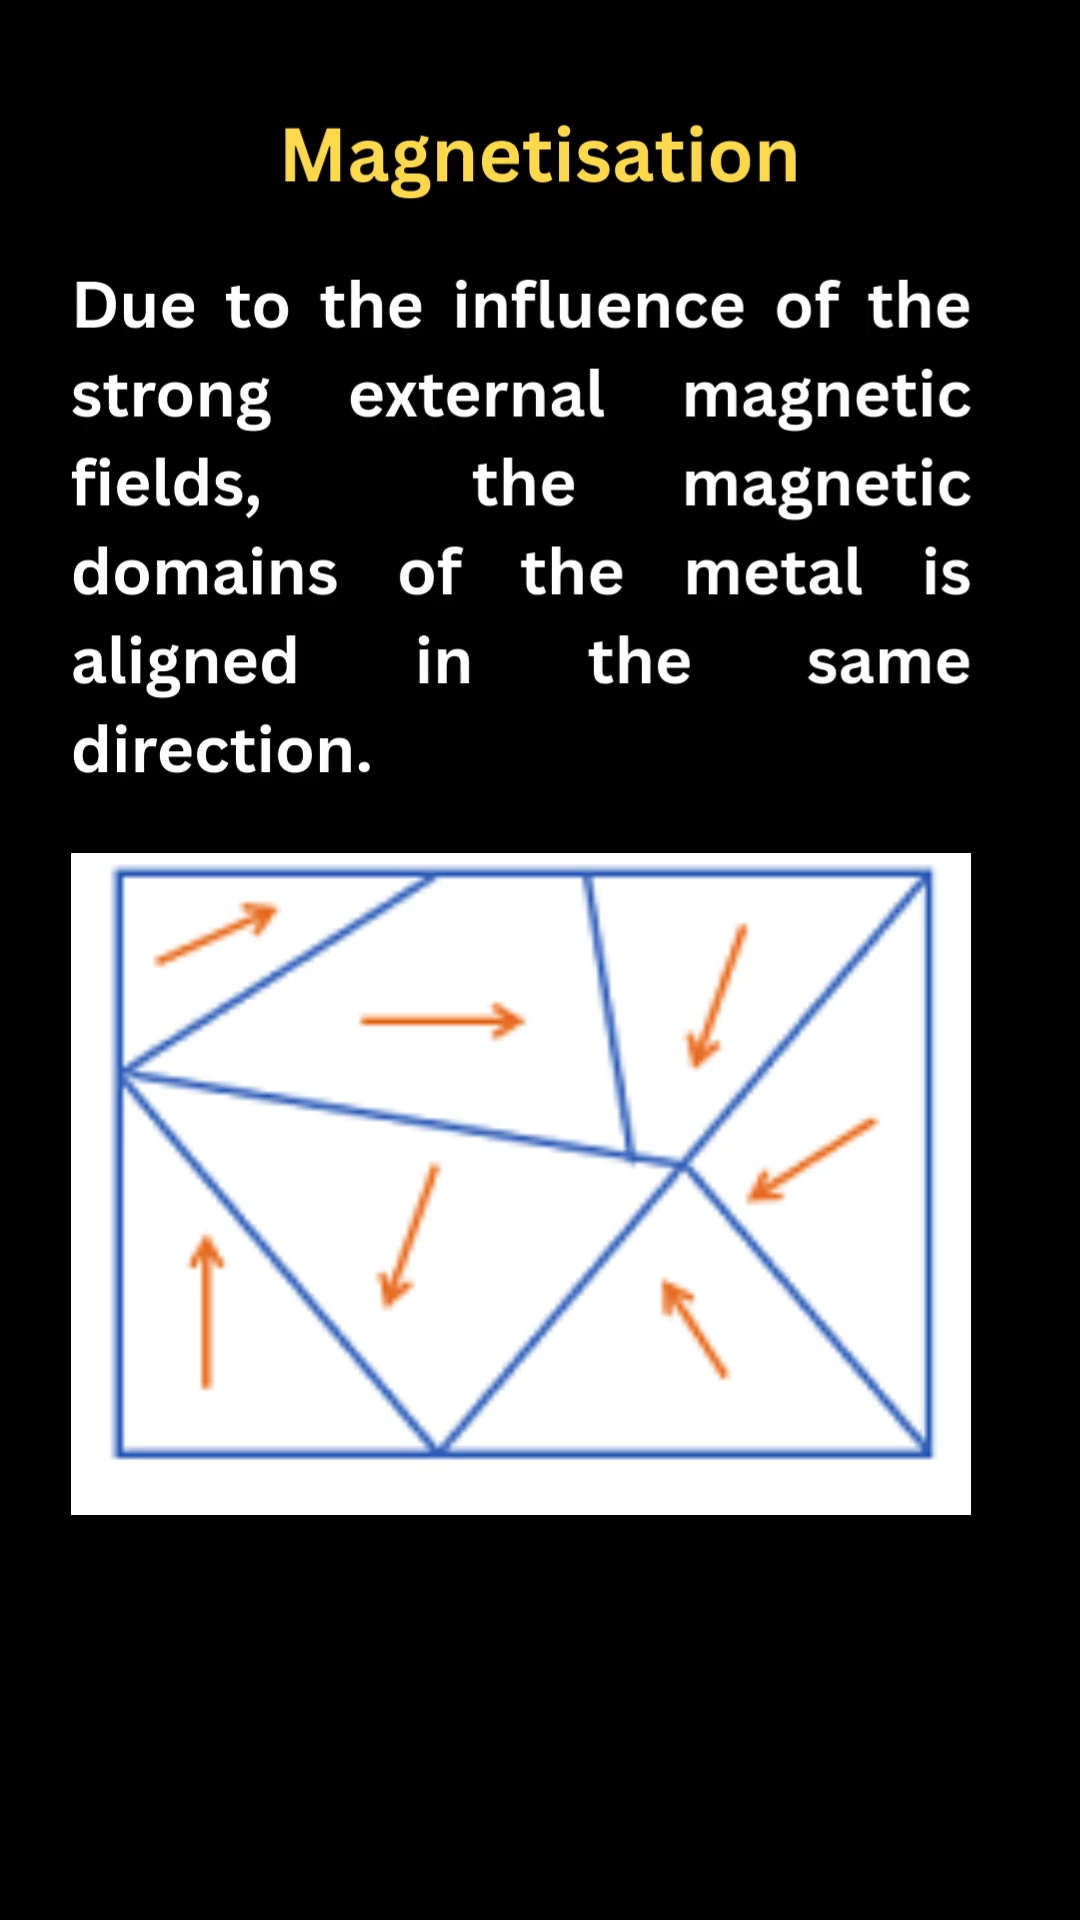 Magnetisation
Due to the influence of the
strong external magnetic
fields, the magnetic
domains of the metal is
aligned in the same
direction.